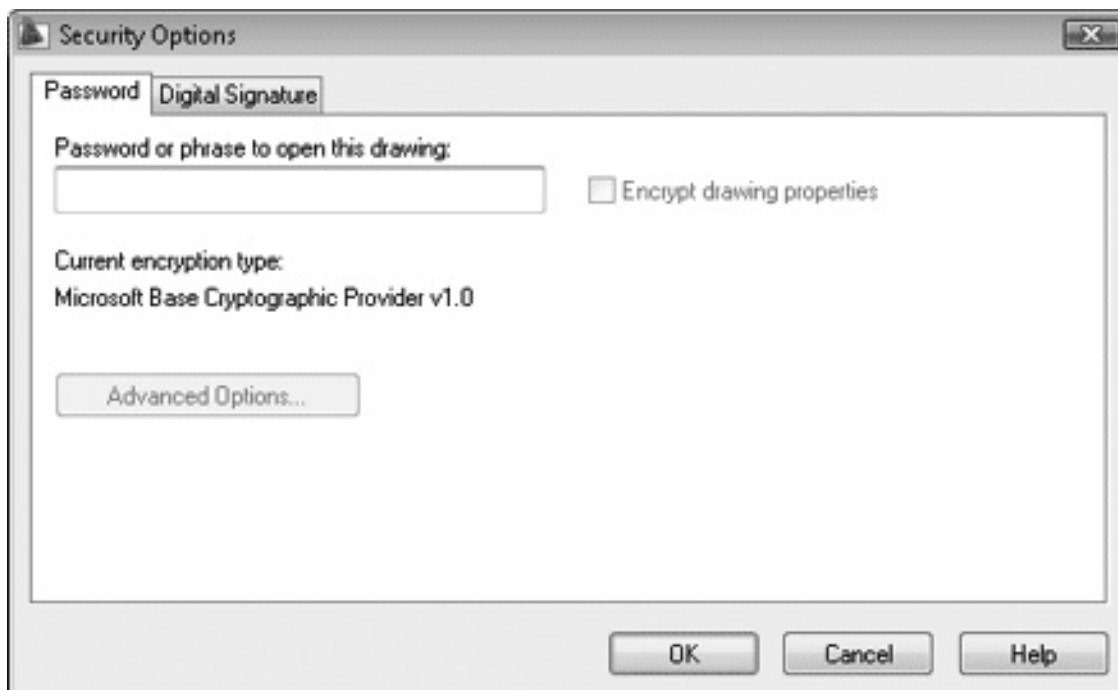 Security Options
Password Digital Signature
Password or phrase to open this drawing:
Encrypt drawing properties
Current encryption type:
Microsoft Base Cryptographic Provider v1.0
Advanced Options...
OK Cancel Help